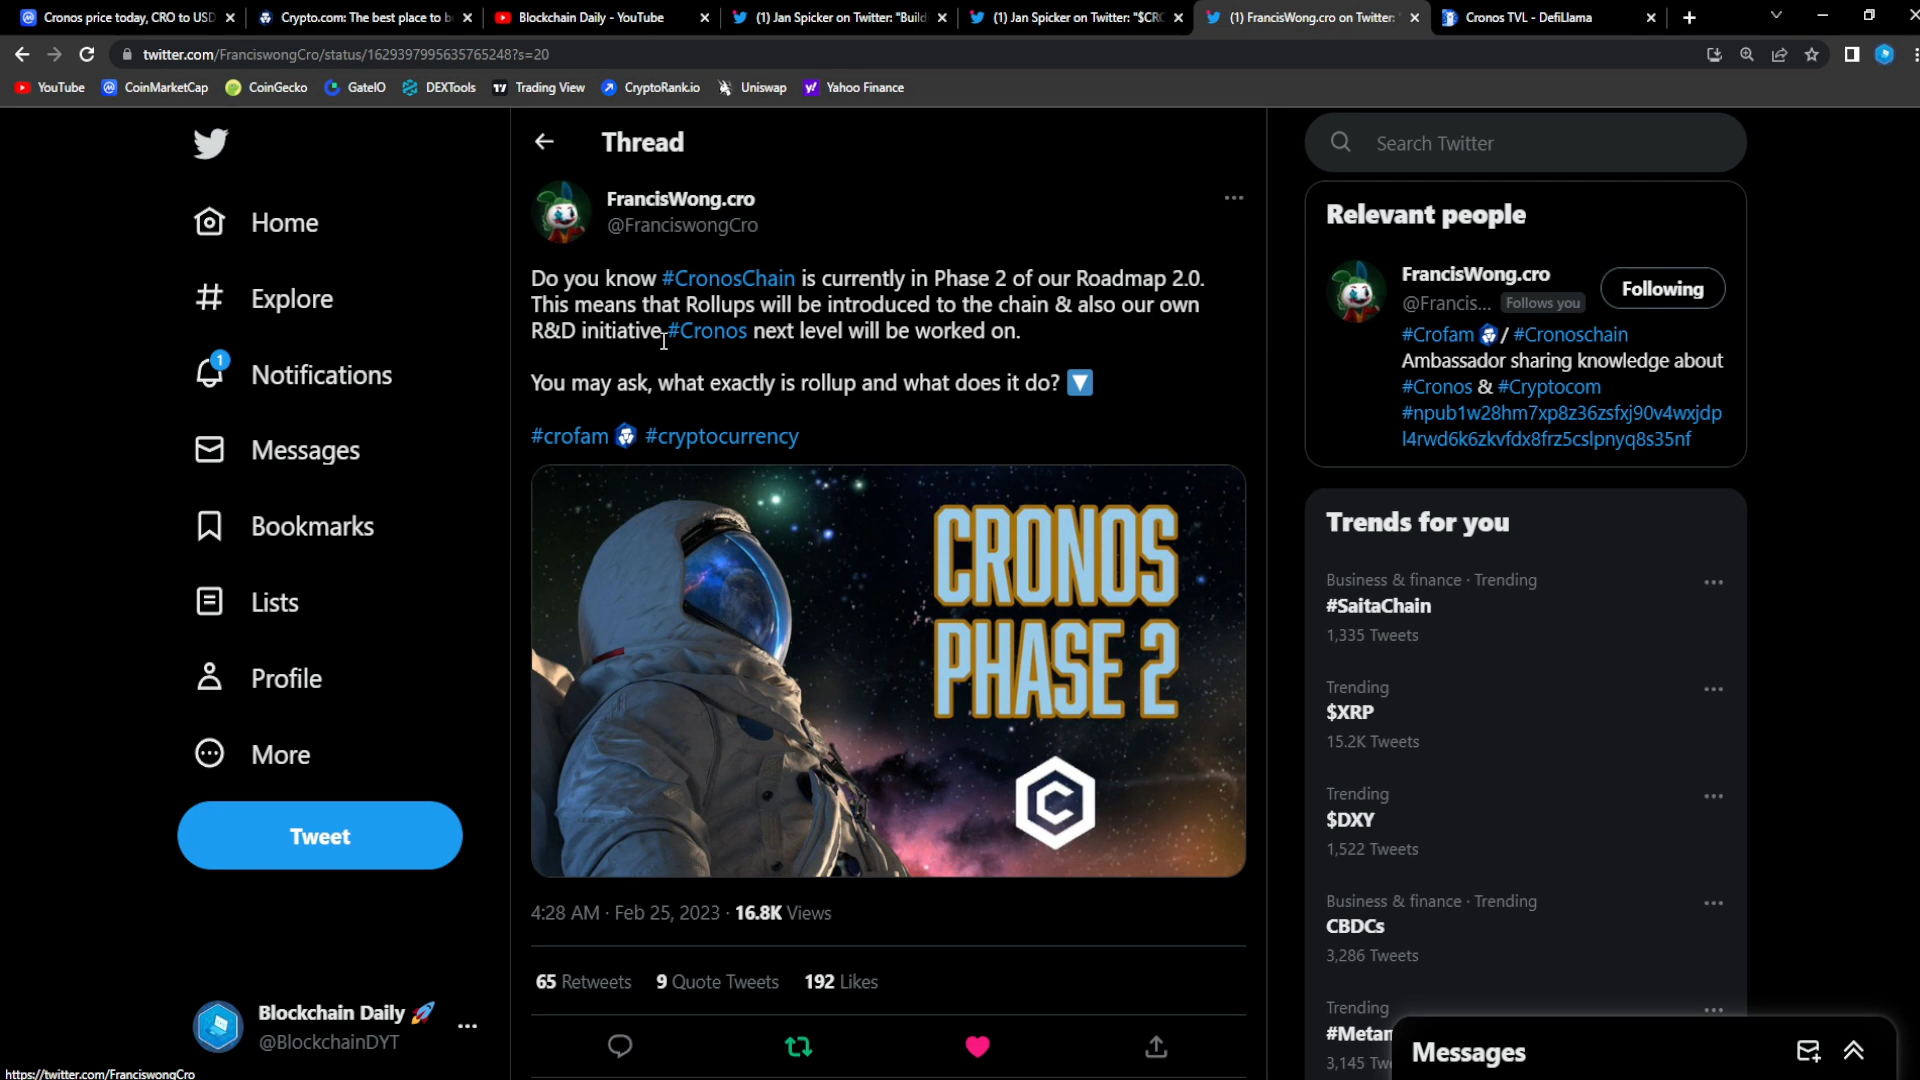 Cronos price today, CRO to USD
Crypto.com: The best place to b
Blockchain Daily - YouTube
(1) Jan Spicker on Twitter: "Build
(1) Jan Spicker on Twitter: "$CRO
(1) FrancisWong.cro on Twitter: "
Cronos TVL - DefiLlama
twitter.com/FranciswongCro/status/1629397995635765248?s=20
YouTube
CoinMarketCap
CoinGecko
GateIO
DEXTools
Trading View
CryptoRank.io
Uniswap
Yahoo Finance
Home
Explore
1
Notifications
Messages
Bookmarks
Lists
Profile
More
Tweet
Blockchain Daily
@BlockchainDYT
https://twitter.com/FranciswongCro
Thread
FrancisWong.cro
@FranciswongCro
Do you know #CronosChain is currently in Phase 2 of our Roadmap 2.0.
This means that Rollups will be introduced to the chain & also our own
R&D initiative #Cronos next level will be worked on.
You may ask, what exactly is rollup and what does it do?
#crofam #cryptocurrency
CRONOS
PHASE 2
4:28 AM · Feb 25, 2023 · 16.8K Views
65 Retweets 9 Quote Tweets 192 Likes
Search Twitter
Relevant people
FrancisWong.cro
@Francis... Follows you
Following
#Crofam / #Cronoschain
Ambassador sharing knowledge about
#Cronos & #Cryptocom
#npub1w28hm7xp8z36zsfxj90v4wxjdp
l4rwd6k6zkvfdx8frz5cslpnyq8s35nf
Trends for you
Business & finance · Trending
#SaitaChain
1,335 Tweets
Trending
$XRP
15.2K Tweets
Trending
$DXY
1,522 Tweets
Business & finance · Trending
CBDCs
3,286 Tweets
Trending
#Metan
3,145 Twe
Messages